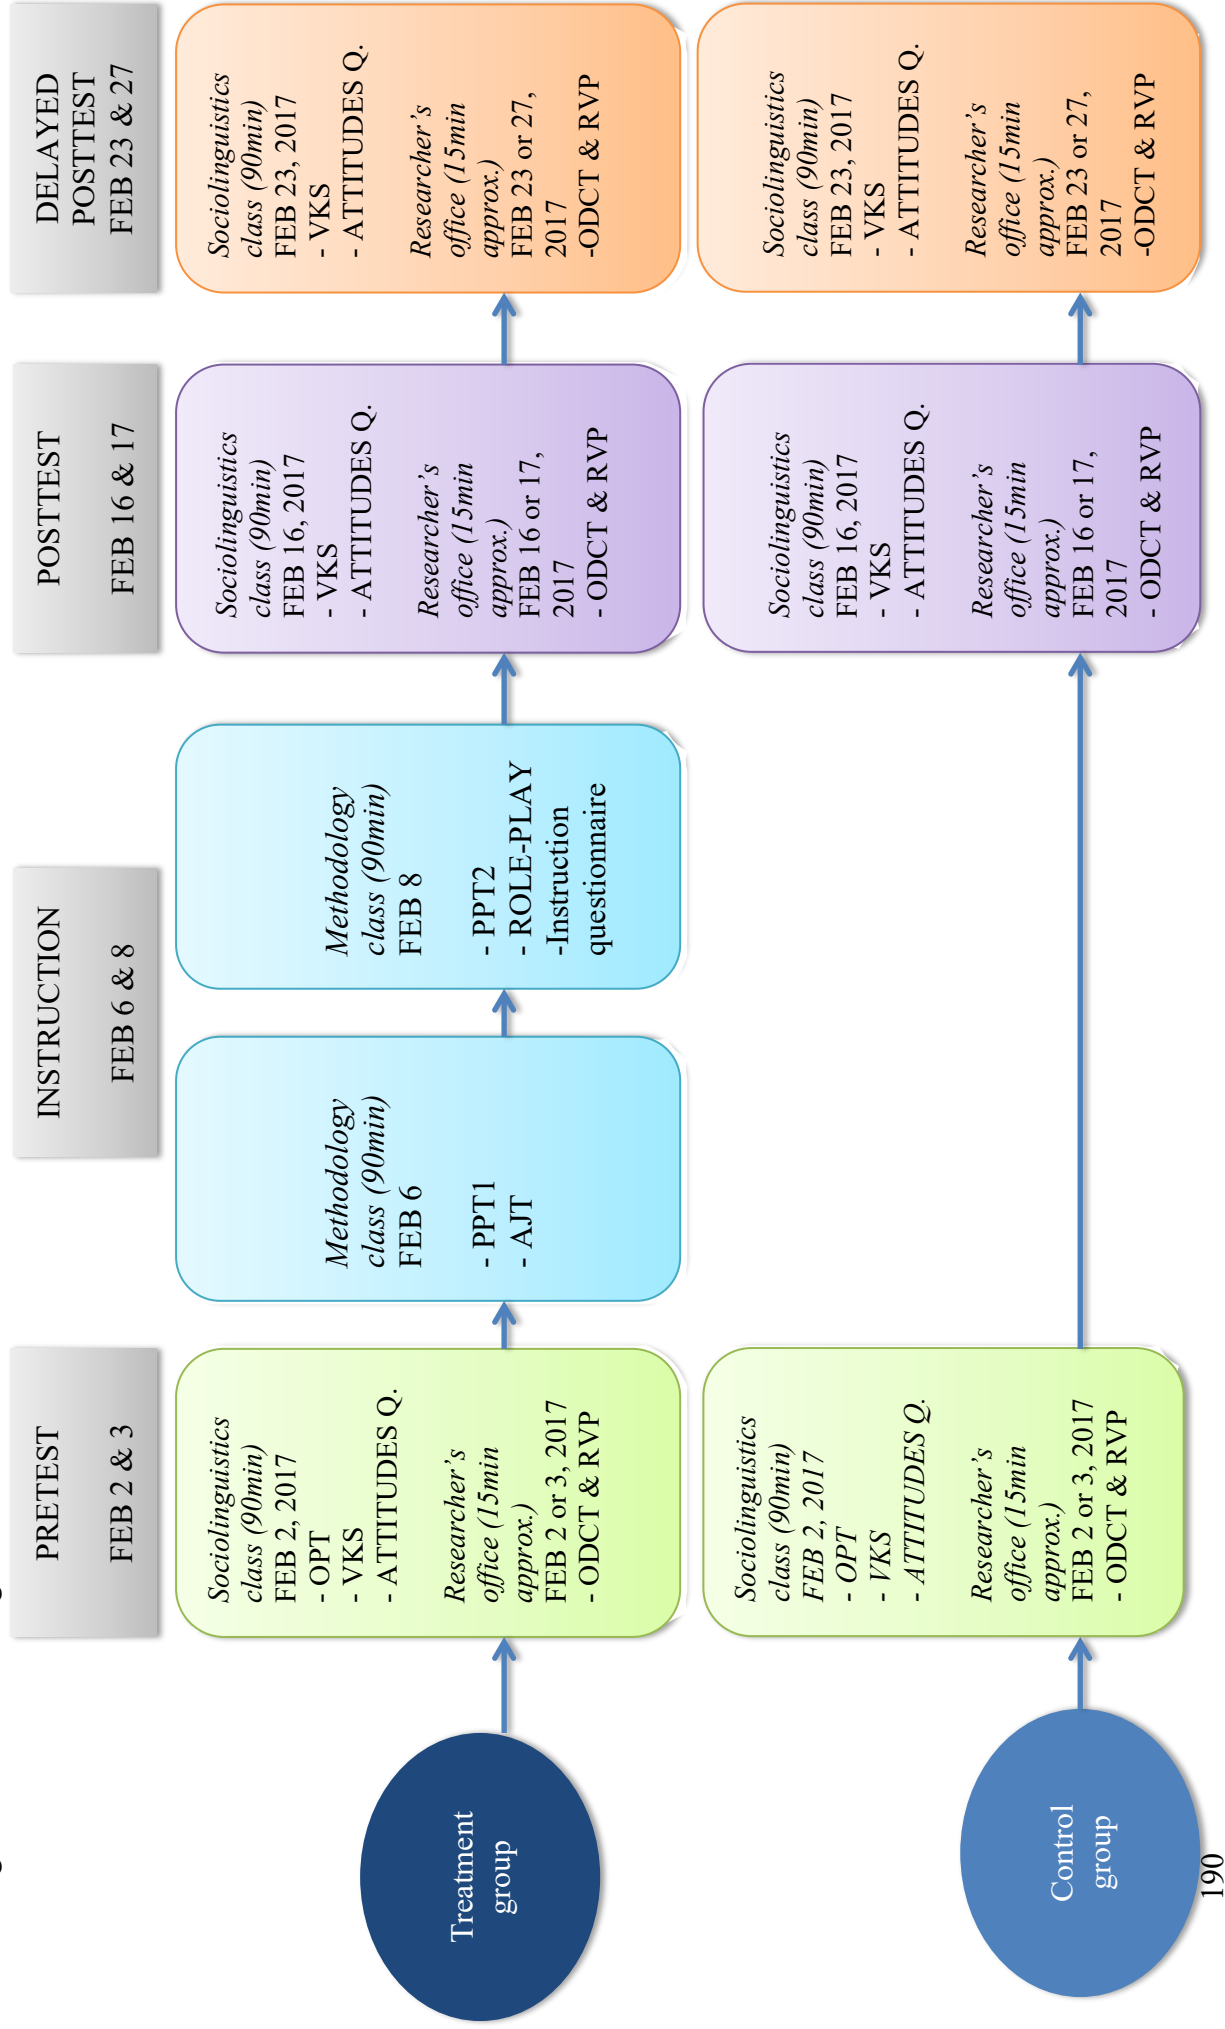 PRETEST
FEB 2 & 3
INSTRUCTION
FEB 6 & 8
POSTTEST
FEB 16 & 17
DELAYED
POSTTEST
FEB 23 & 27
Treatment
group
Sociolinguistics
class (90min)
FEB 2, 2017
- OPT
- VKS
- ATTITUDES Q.
Researcher's
office (15min
approx.)
FEB 2 or 3, 2017
- ODCT & RVP
Methodology
class (90min)
FEB 6
- PPT1
- AJT
Methodology
class (90min)
FEB 8
- PPT2
- ROLE-PLAY
-Instruction
questionnaire
Sociolinguistics
class (90min)
FEB 16, 2017
- VKS
- ATTITUDES Q.
Researcher's
office (15min
approx.)
FEB 16 or 17,
2017
- ODCT & RVP
Sociolinguistics
class (90min)
FEB 23, 2017
- VKS
- ATTITUDES Q.
Researcher's
office (15min
approx.)
FEB 23 or 27,
2017
-ODCT & RVP
Control
group
Sociolinguistics
class (90min)
FEB 2, 2017
- OPT
- VKS
- ATTITUDES Q.
Researcher's
office (15min
approx.)
FEB 2 or 3, 2017
- ODCT & RVP
Sociolinguistics
class (90min)
FEB 16, 2017
- VKS
- ATTITUDES Q.
Researcher's
office (15min
approx.)
FEB 16 or 17,
2017
- ODCT & RVP
Sociolinguistics
class (90min)
FEB 23, 2017
- VKS
- ATTITUDES Q.
Researcher's
office (15min
approx.)
FEB 23 or 27,
2017
-ODCT & RVP
190